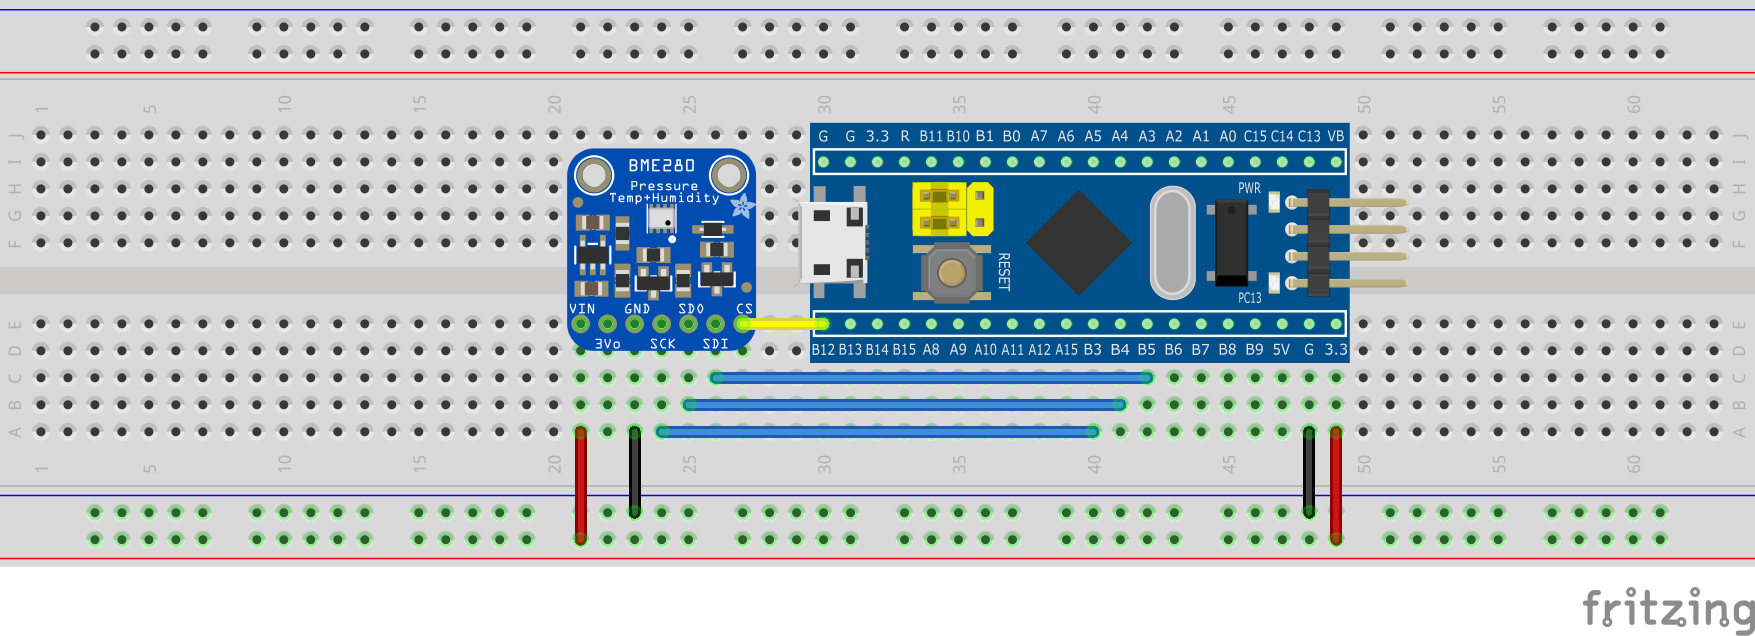 1 5 10 15 20 25 30 35 40 45 50 55 60
J J
I I
H H
G G
F F
E E
D D
C C
B B
A A
BME280
Pressure
Temp+Humidity
VIN GND SDO CS
3Vo SCK SDI
G G 3.3 R B11 B10 B1 B0 A7 A6 A5 A4 A3 A2 A1 A0 C15 C14 C13 VB
PWR
RESET
PC13
B12 B13 B14 B15 A8 A9 A10 A11 A12 A15 B3 B4 B5 B6 B7 B8 B9 5V G 3.3
1 5 10 15 20 25 30 35 40 45 50 55 60
fritzing